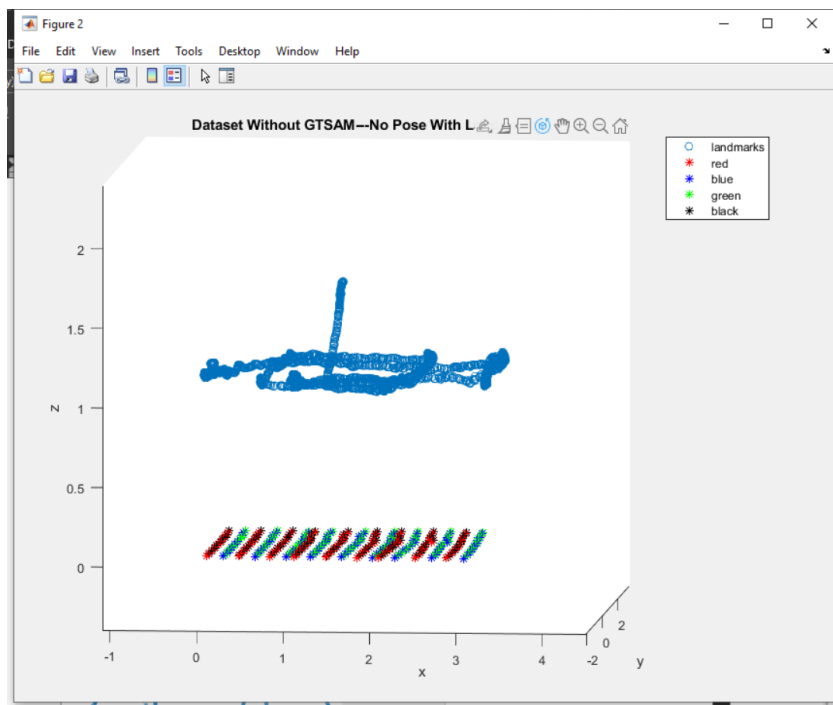 Figure 2
File Edit View Insert Tools Desktop Window Help
Dataset Without GTSAM---No Pose With L
landmarks
red
blue
green
black
2
1.5
1
0.5
0
z
-1 0 1 2 3 4 -2 0 2
x
y